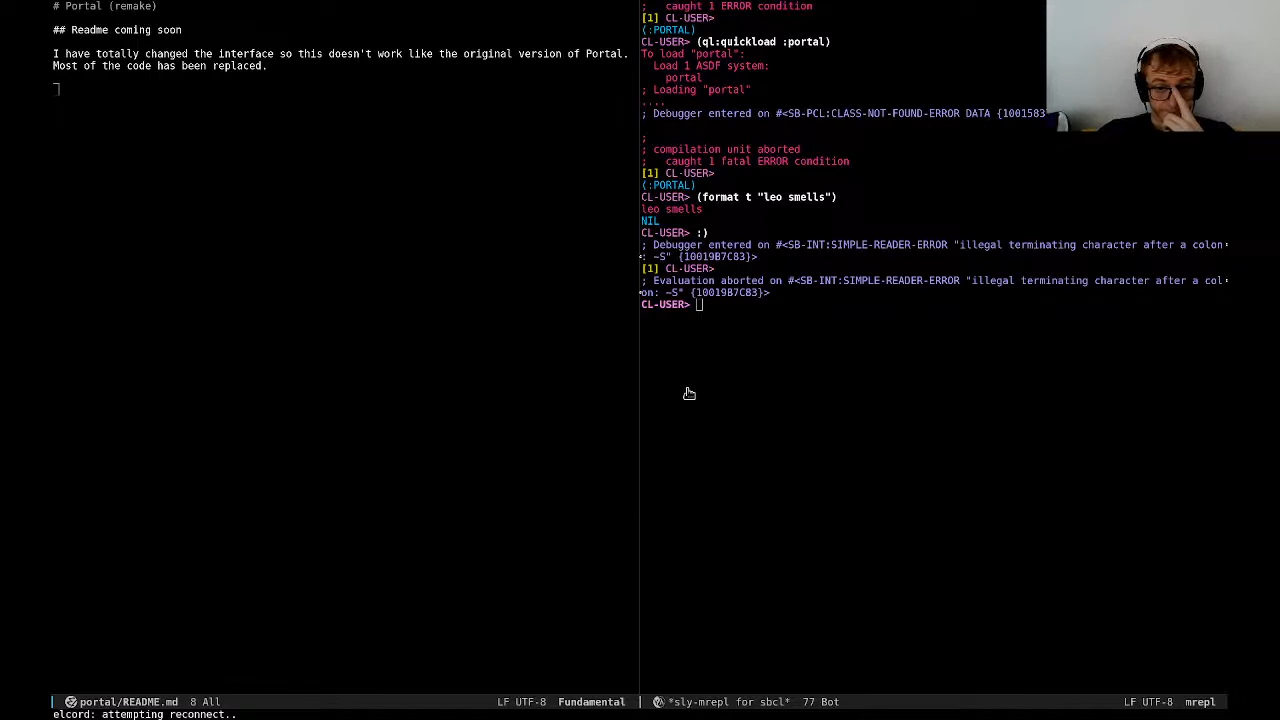 # Portal (remake)
## Readme coming soon
I have totally changed the interface so this doesn't work like the original version of Portal.
Most of the code has been replaced.
;   caught 1 ERROR condition
[1] CL-USER>
(:PORTAL)
CL-USER> (ql:quickload :portal)
To load "portal":
  Load 1 ASDF system:
    portal
; Loading "portal"
....
; Debugger entered on #<SB-PCL:CLASS-NOT-FOUND-ERROR DATA {1001583
;
; compilation unit aborted
;   caught 1 fatal ERROR condition
[1] CL-USER>
(:PORTAL)
CL-USER> (format t "leo smells")
leo smells
NIL
CL-USER> :)
; Debugger entered on #<SB-INT:SIMPLE-READER-ERROR "illegal terminating character after a colon
: ~S" {10019B7C83}>
[1] CL-USER>
; Evaluation aborted on #<SB-INT:SIMPLE-READER-ERROR "illegal terminating character after a col
on: ~S" {10019B7C83}>
CL-USER>
portal/README.md  8 All LF UTF-8  Fundamental
*sly-mrepl for sbcl*  77 Bot LF UTF-8  mrepl
elcord: attempting reconnect..